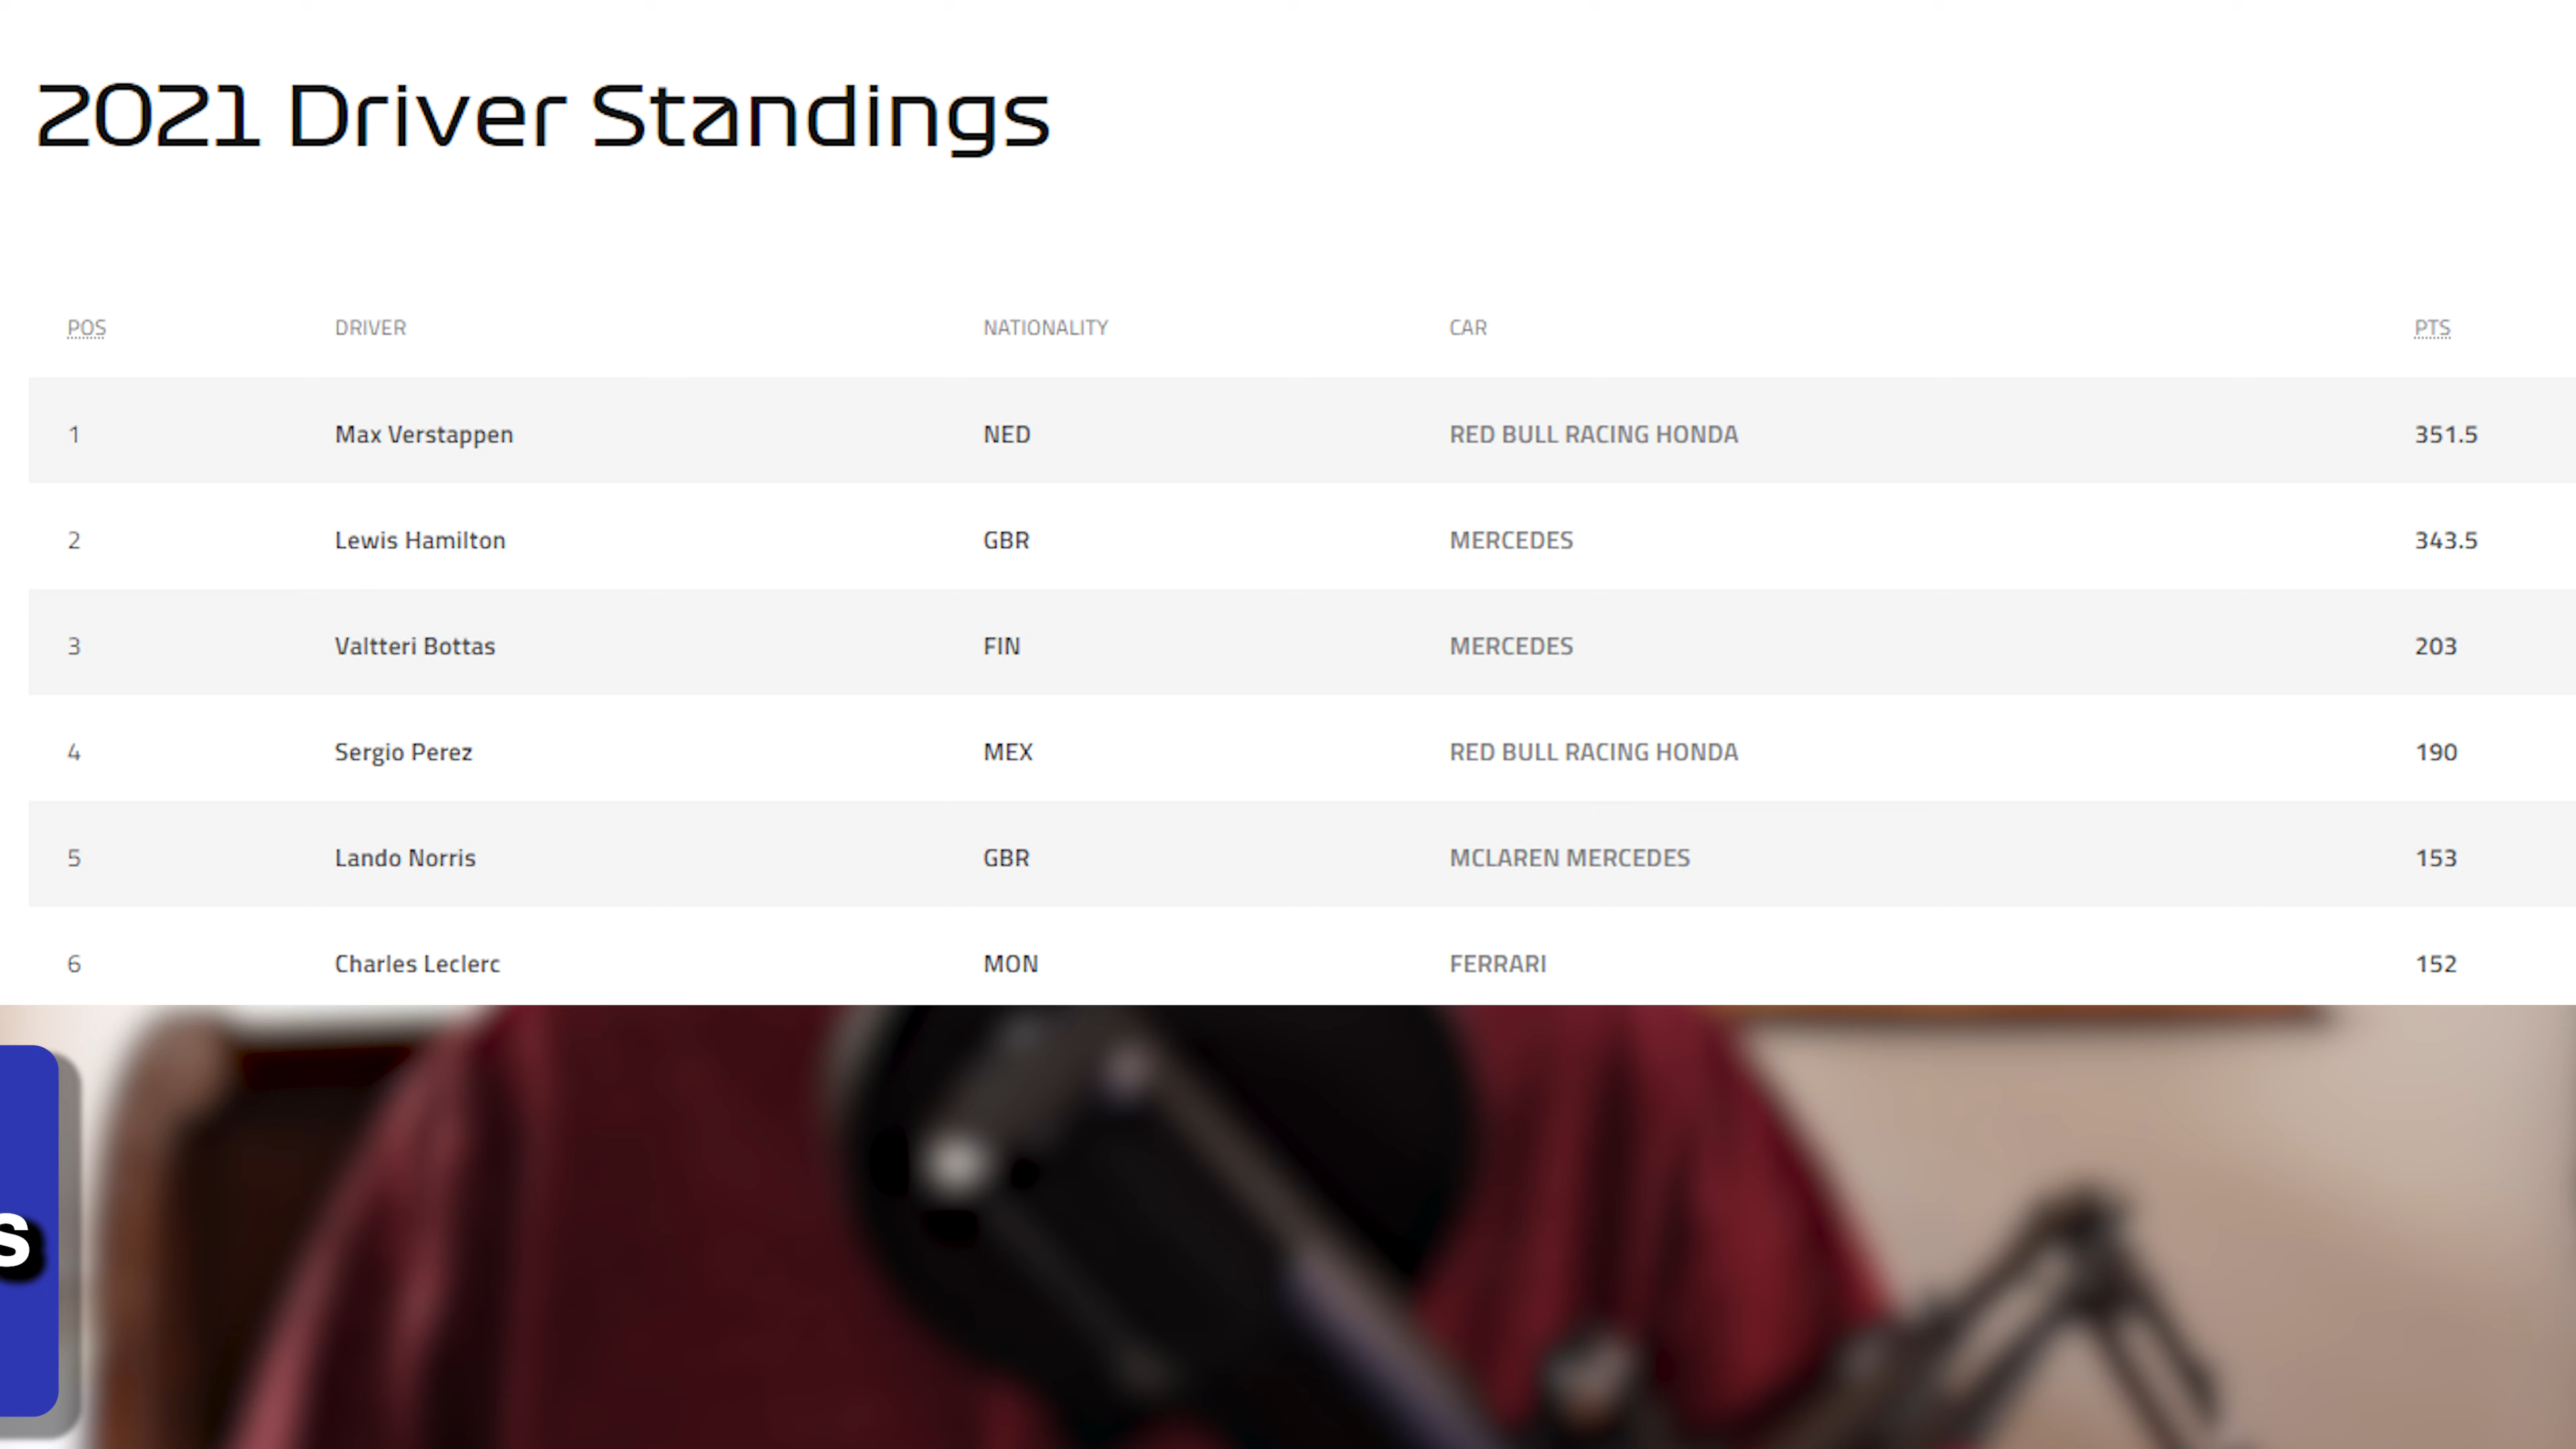 2021 Driver Standings
POS DRIVER NATIONALITY CAR PTS
1 Max Verstappen NED RED BULL RACING HONDA 351.5
2 Lewis Hamilton GBR MERCEDES 343.5
3 Valtteri Bottas FIN MERCEDES 203
4 Sergio Perez MEX RED BULL RACING HONDA 190
5 Lando Norris GBR MCLAREN MERCEDES 153
6 Charles Leclerc MON FERRARI 152